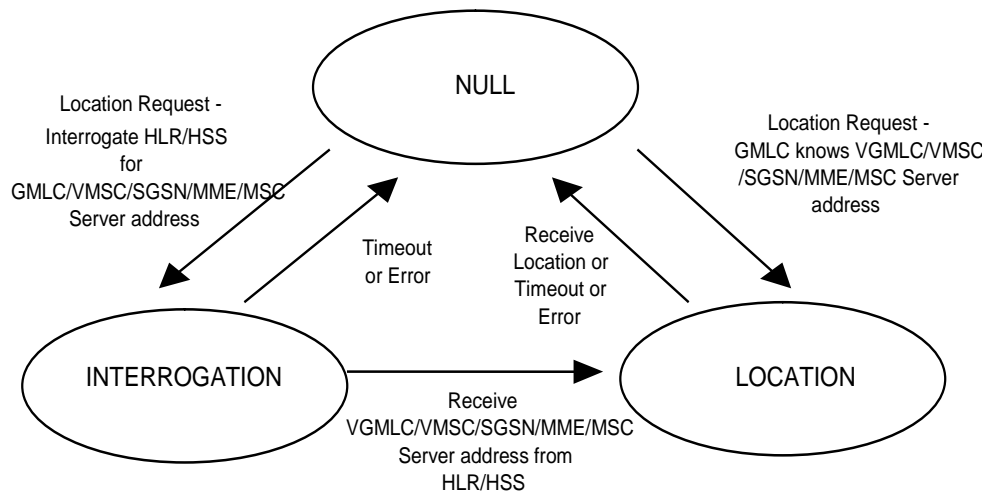 NULL
Location Request -
Interrogate HLR/HSS
for
GMLC/VMSC/SGSN/MME/MSC
Server address
Location Request -
GMLC knows VGMLC/VMSC
/SGSN/MME/MSC Server
address
Timeout
or Error
Receive
Location or
Timeout or
Error
INTERROGATION
LOCATION
Receive
VGMLC/VMSC/SGSN/MME/MSC
Server address from
HLR/HSS